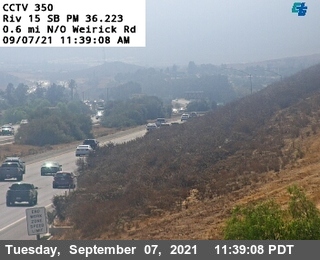 CCTV 350
Riv 15 SB PM 36.223
0.6 mi N/O Weirick Rd
09/07/21 11:39:08 AM
Tuesday, September 07, 2021 11:39:08 PDT